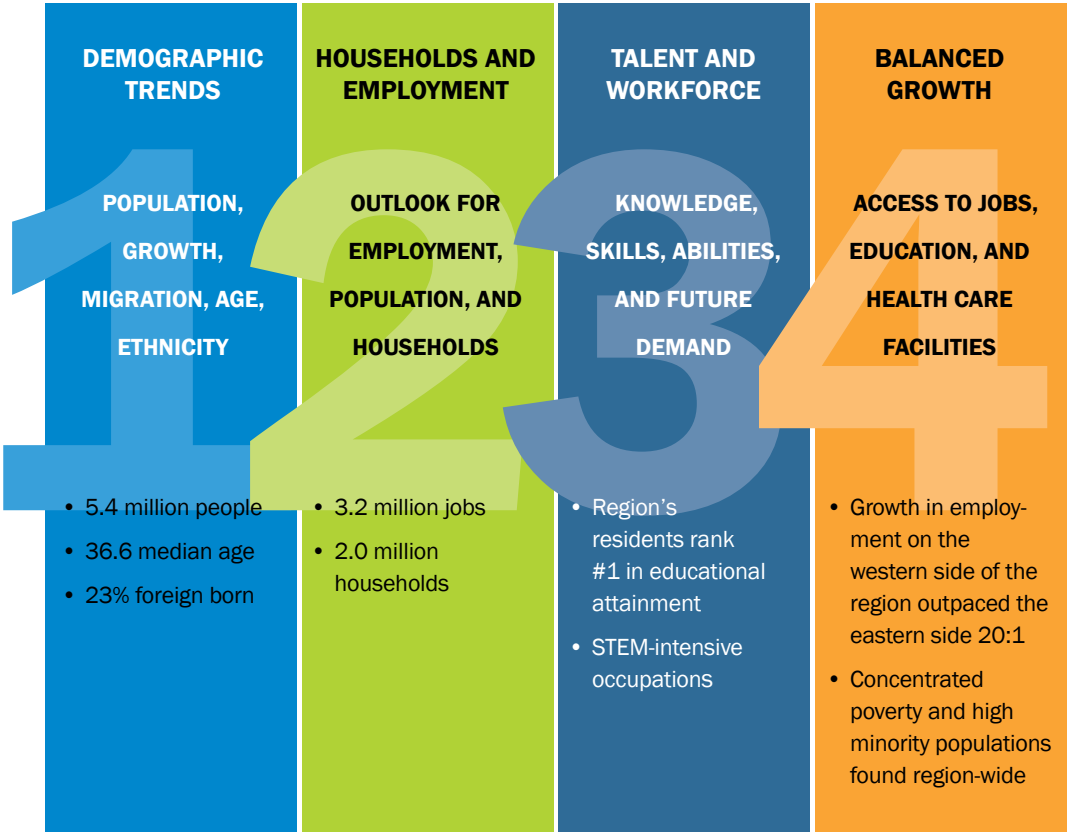 DEMOGRAPHIC
TRENDS
1
POPULATION,
GROWTH,
MIGRATION, AGE,
ETHNICITY
• 5.4 million people
• 36.6 median age
• 23% foreign born
HOUSEHOLDS AND
EMPLOYMENT
2
OUTLOOK FOR
EMPLOYMENT,
POPULATION, AND
HOUSEHOLDS
• 3.2 million jobs
• 2.0 million
households
TALENT AND
WORKFORCE
3
KNOWLEDGE,
SKILLS, ABILITIES,
AND FUTURE
DEMAND
• Region’s
residents rank
#1 in educational
attainment
• STEM-intensive
occupations
BALANCED
GROWTH
4
ACCESS TO JOBS,
EDUCATION, AND
HEALTH CARE
FACILITIES
• Growth in employ-
ment on the
western side of the
region outpaced the
eastern side 20:1
• Concentrated
poverty and high
minority populations
found region-wide